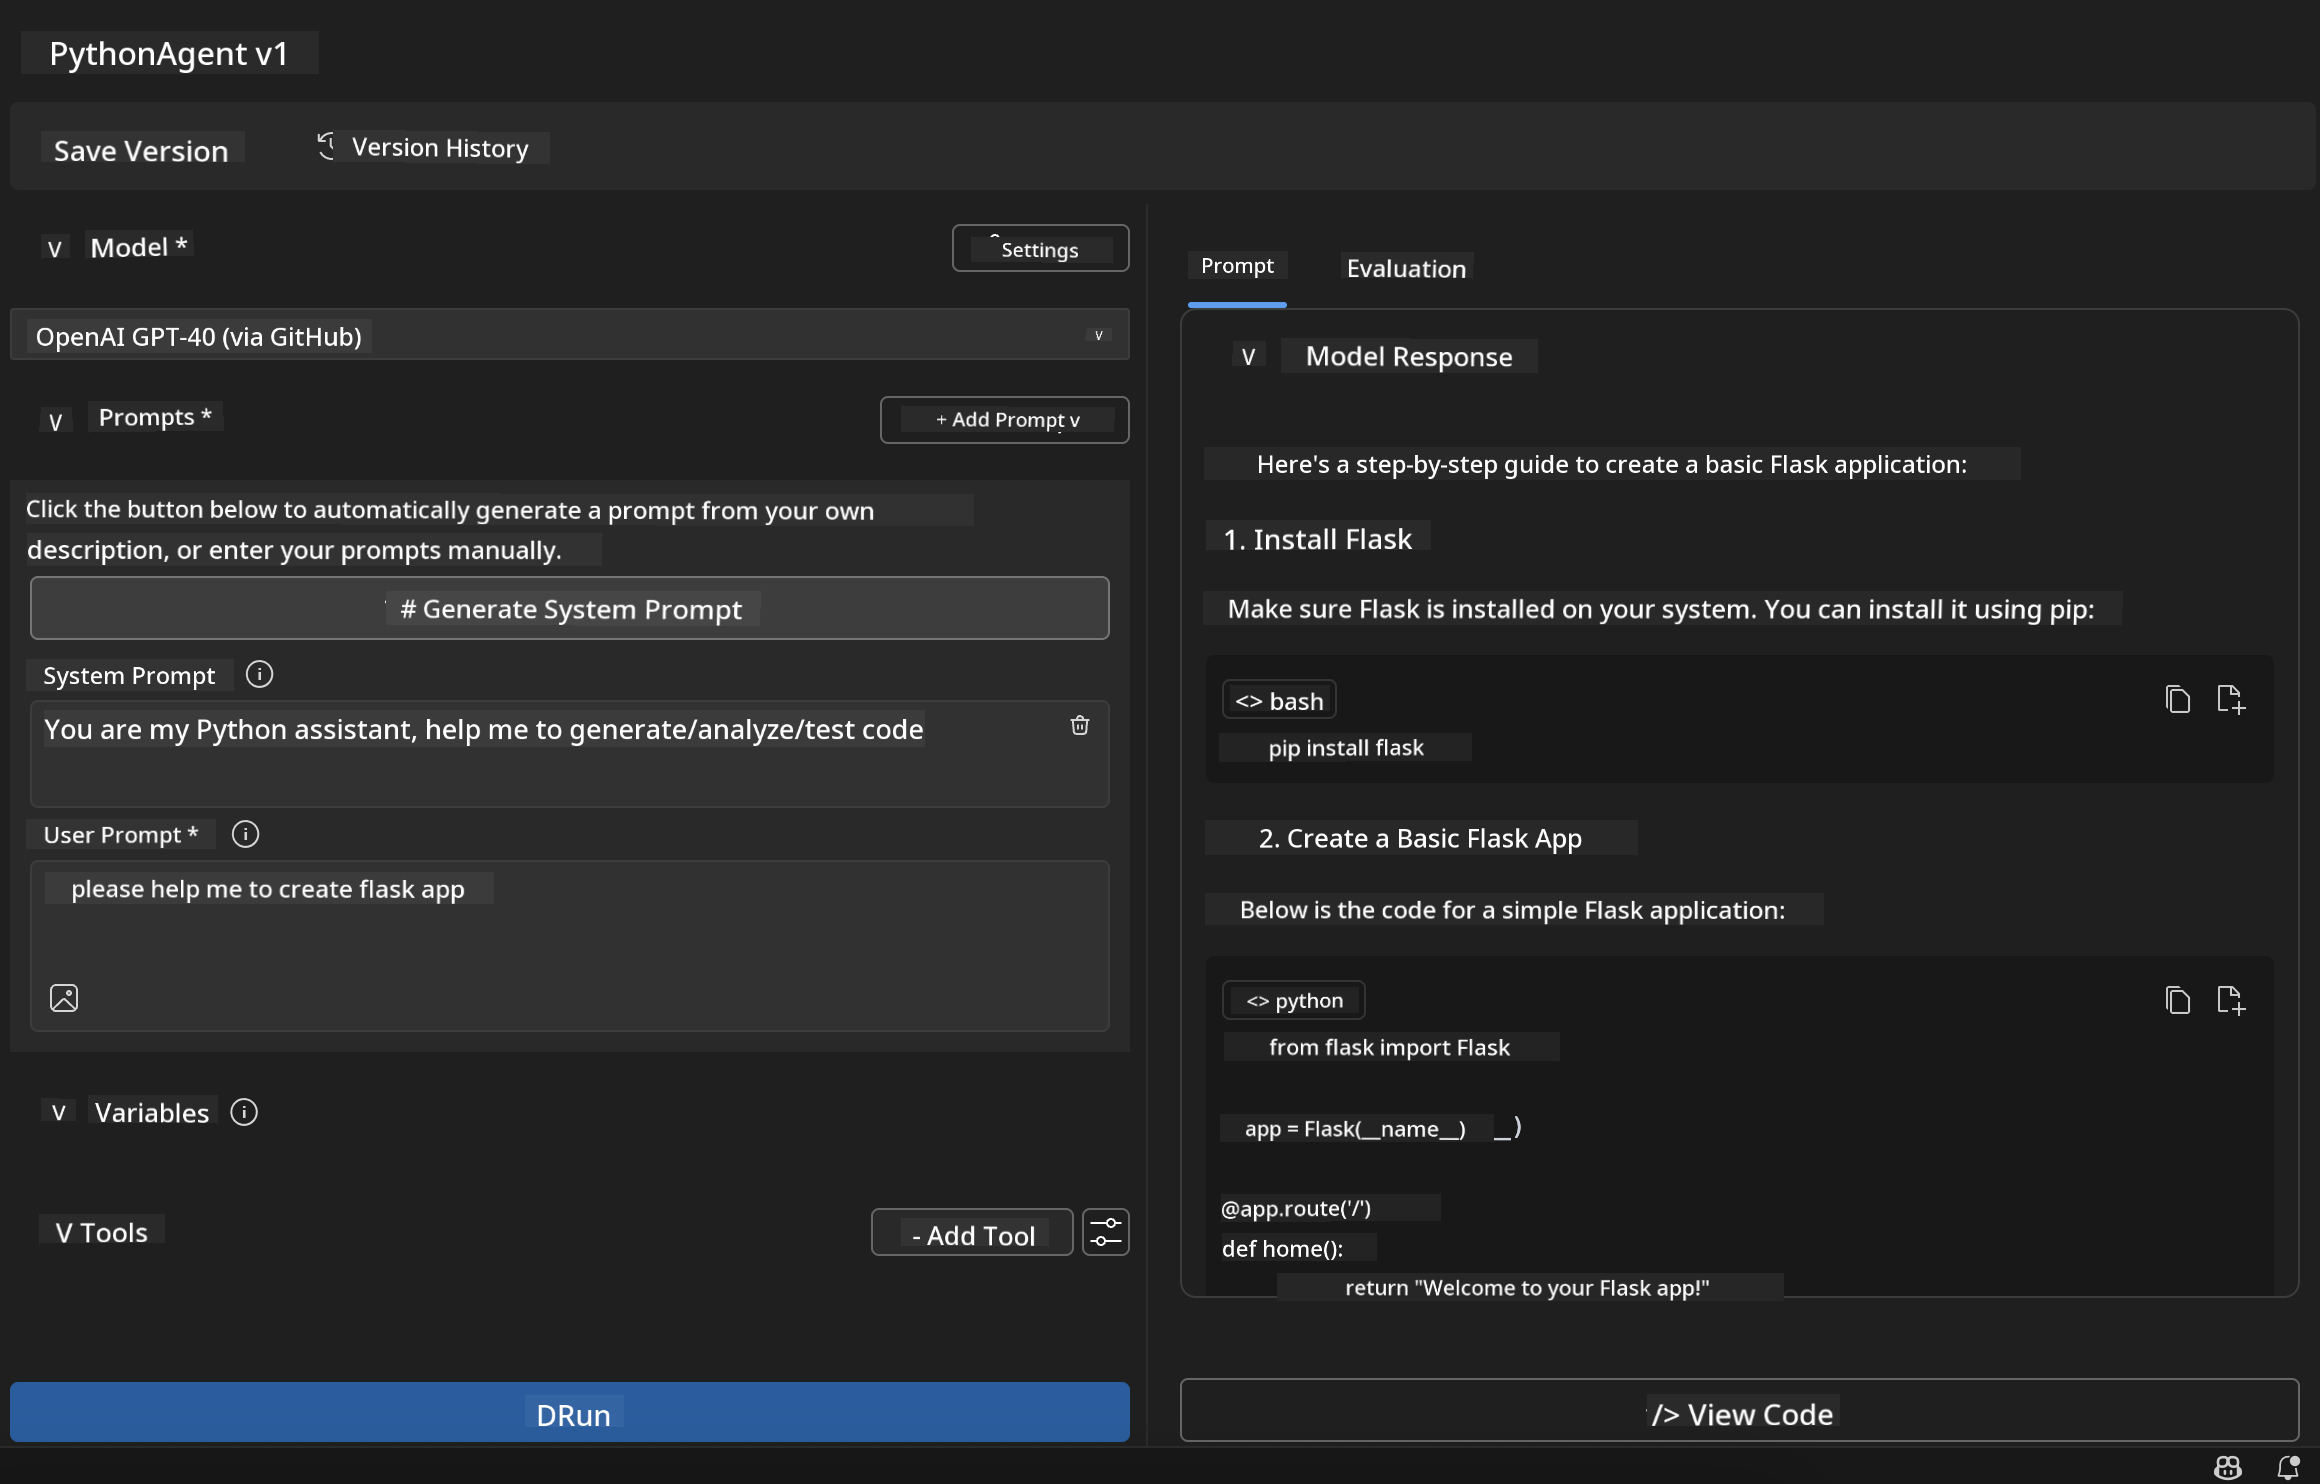 PythonAgent v1
Save Version
Version History
v Model *
Settings
OpenAI GPT-40 (via GitHub)
v
V Prompts *
+ Add Prompt v
Click the button below to automatically generate a prompt from your own
description, or enter your prompts manually.
# Generate System Prompt
System Prompt
You are my Python assistant, help me to generate/analyze/test code
User Prompt *
please help me to create flask app
v Variables
V Tools
- Add Tool
DRun
Prompt
Evaluation
V Model Response
Here's a step-by-step guide to create a basic Flask application:
1. Install Flask
Make sure Flask is installed on your system. You can install it using pip:
<> bash
pip install flask
2. Create a Basic Flask App
Below is the code for a simple Flask application:
<> python
from flask import Flask
app = Flask(__name__) _)
@app.route('/')
def home():
return "Welcome to your Flask app!"
/> View Code